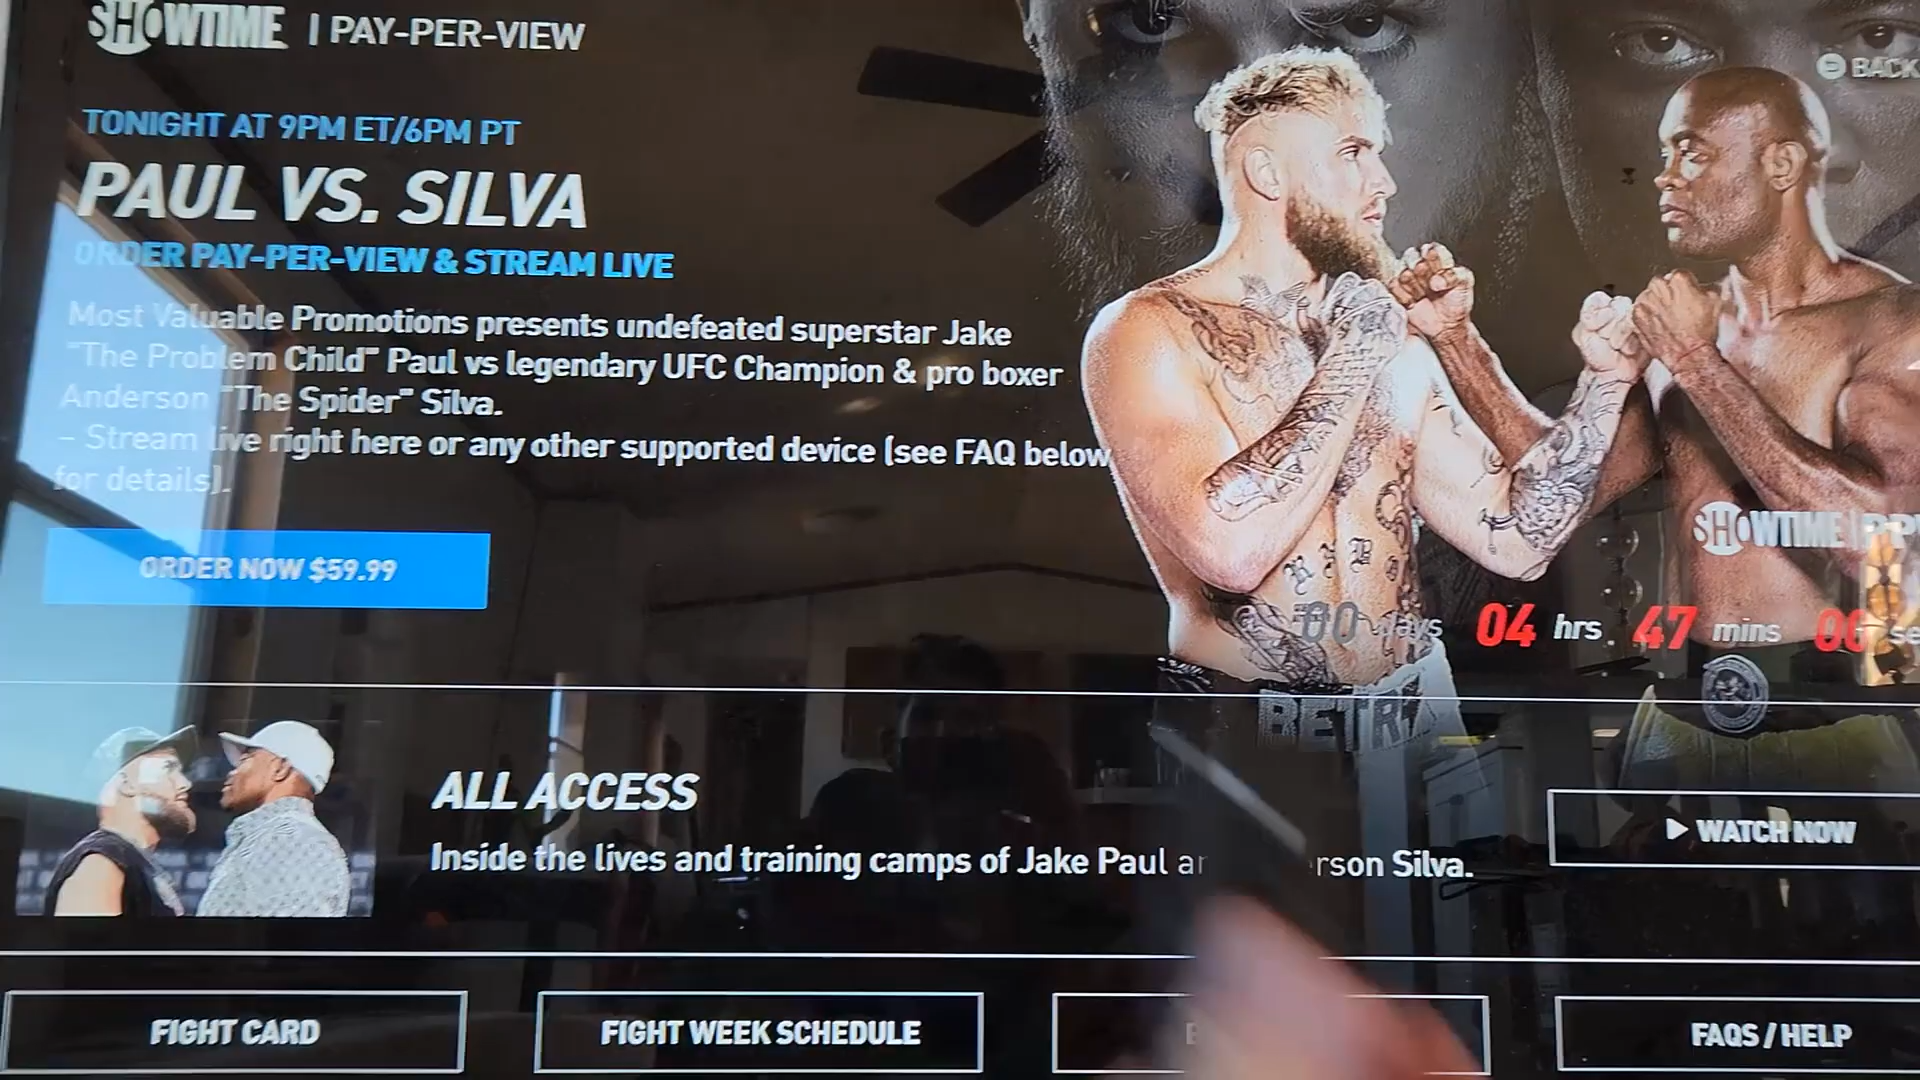 SHOWTIME | PAY-PER-VIEW
BACK
TONIGHT AT 9PM ET/6PM PT
PAUL VS. SILVA
ORDER PAY-PER-VIEW & STREAM LIVE
Most Valuable Promotions presents undefeated superstar Jake
"The Problem Child" Paul vs legendary UFC Champion & pro boxer
Anderson "The Spider" Silva.
– Stream live right here or any other supported device (see FAQ below
for details).
SHOWTIME | PP
ORDER NOW $59.99
00 days 04 hrs 47 mins 00 se
ALL ACCESS
Inside the lives and training camps of Jake Paul rson Silva.
WATCH NOW
FIGHT CARD
FIGHT WEEK SCHEDULE
FAQS / HELP